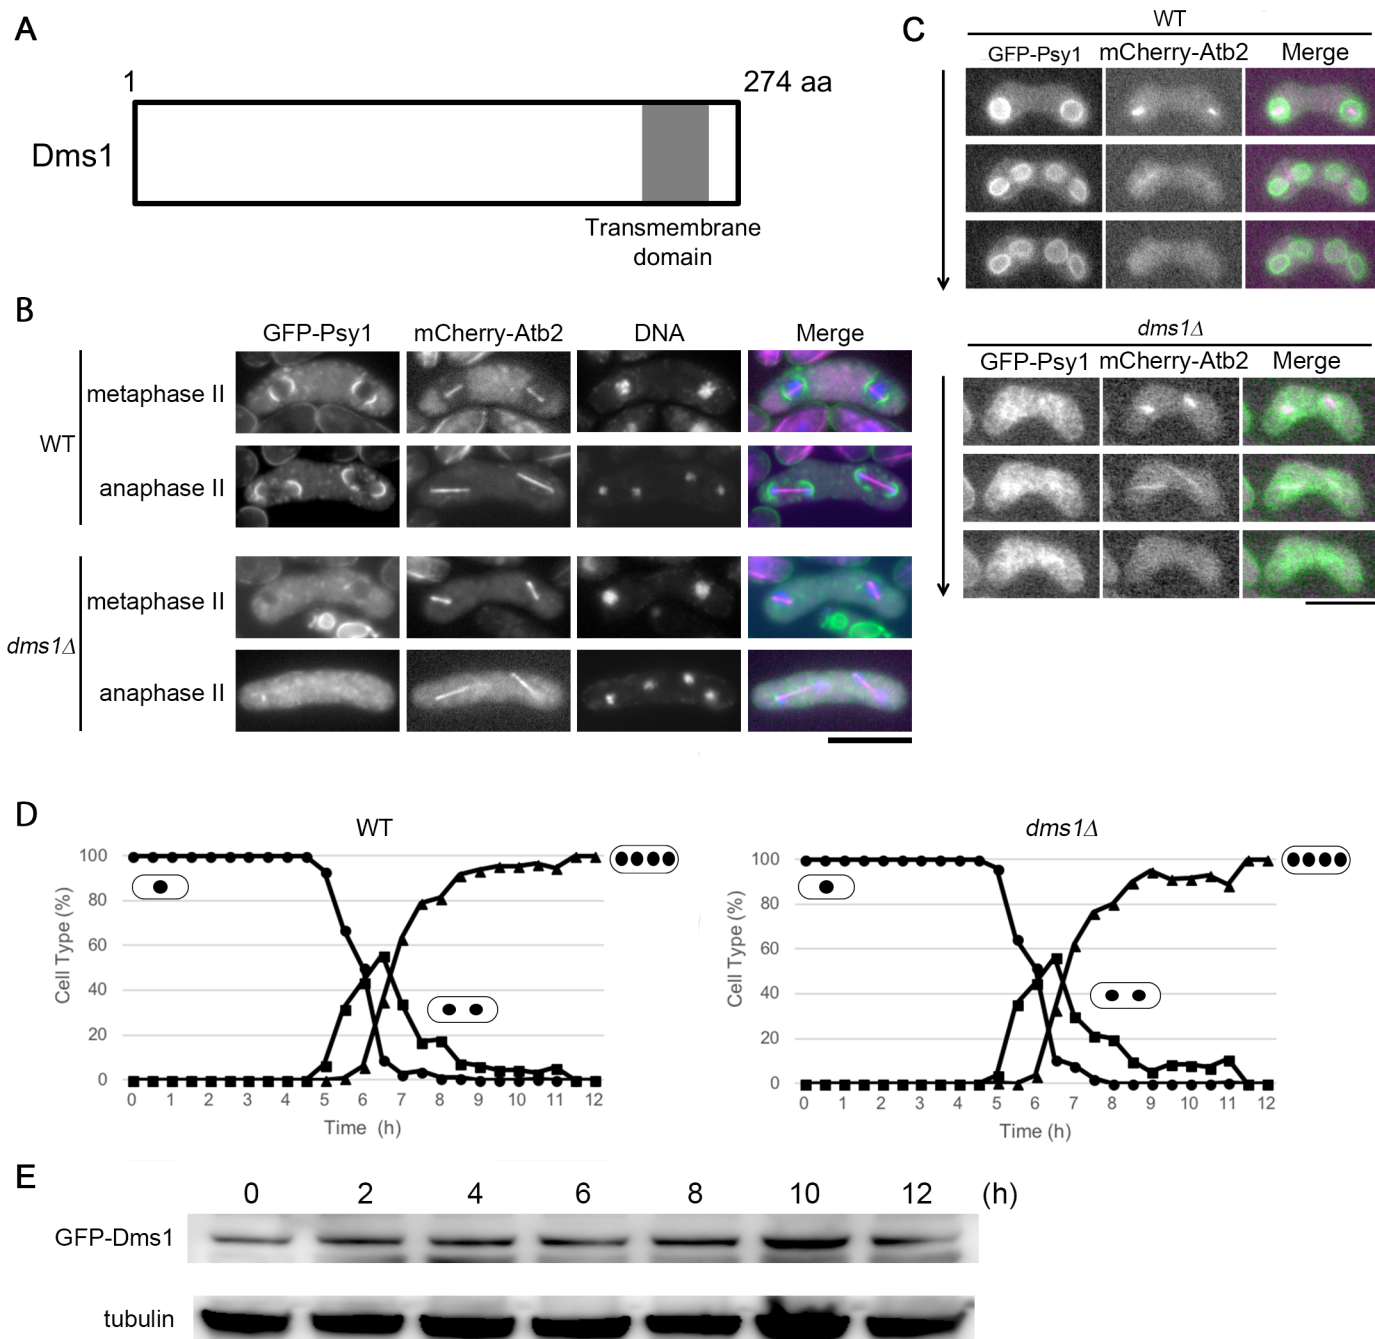 A
1
274 aa
Dms1
Transmembrane
domain
B
GFP-Psy1
mCherry-Atb2
DNA
Merge
WT
metaphase II
anaphase II
dms1Δ
metaphase II
anaphase II
C
WT
GFP-Psy1
mCherry-Atb2
Merge
dms1Δ
GFP-Psy1
mCherry-Atb2
Merge
D
WT
Cell Type (%)
100
80
60
40
20
0
0 1 2 3 4 5 6 7 8 9 10 11 12
Time (h)
dms1Δ
Cell Type (%)
100
80
60
40
20
0
0 1 2 3 4 5 6 7 8 9 10 11 12
Time (h)
E
0 2 4 6 8 10 12 (h)
GFP-Dms1
tubulin